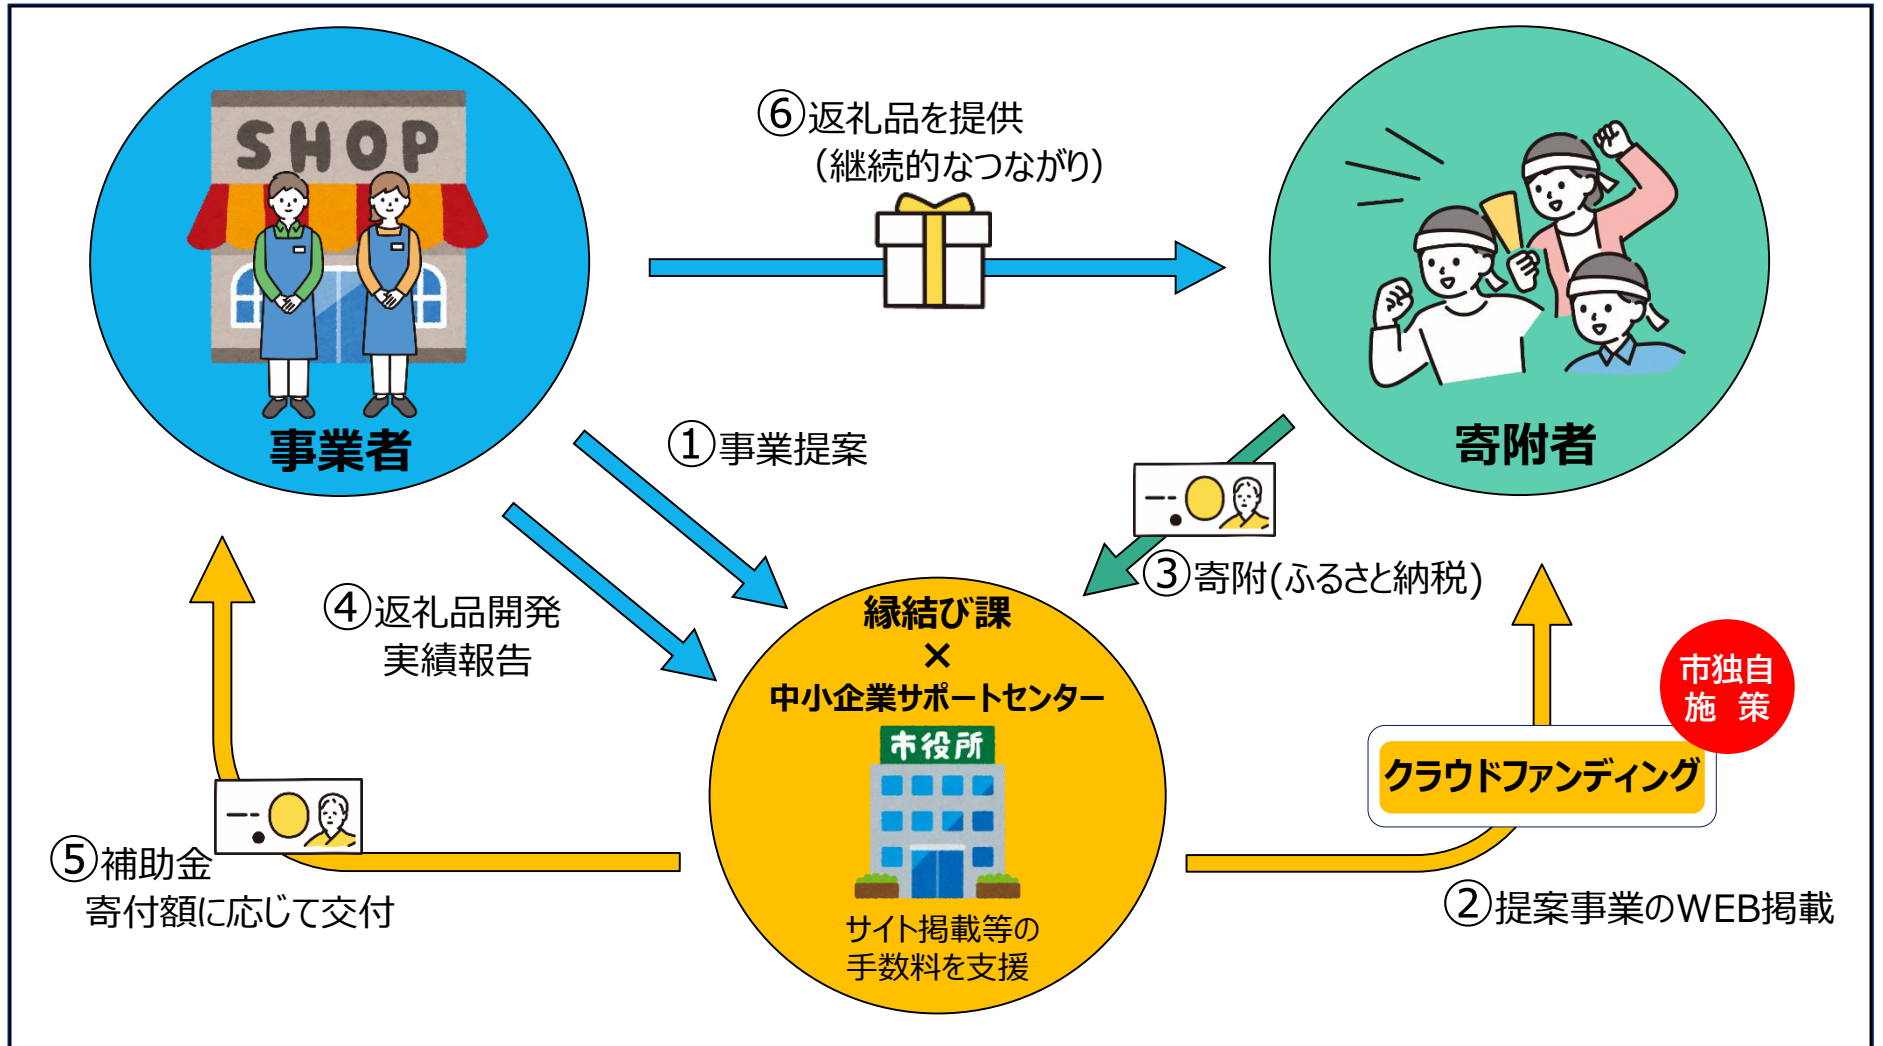 SHOP
事業者
⑥返礼品を提供
（継続的なつながり）
寄附者
①事業提案
③寄附(ふるさと納税)
④返礼品開発
実績報告
縁結び課
×
中小企業サポートセンター
市役所
サイト掲載等の
手数料を支援
市独自
施 策
クラウドファンディング
⑤補助金
寄付額に応じて交付
②提案事業のWEB掲載